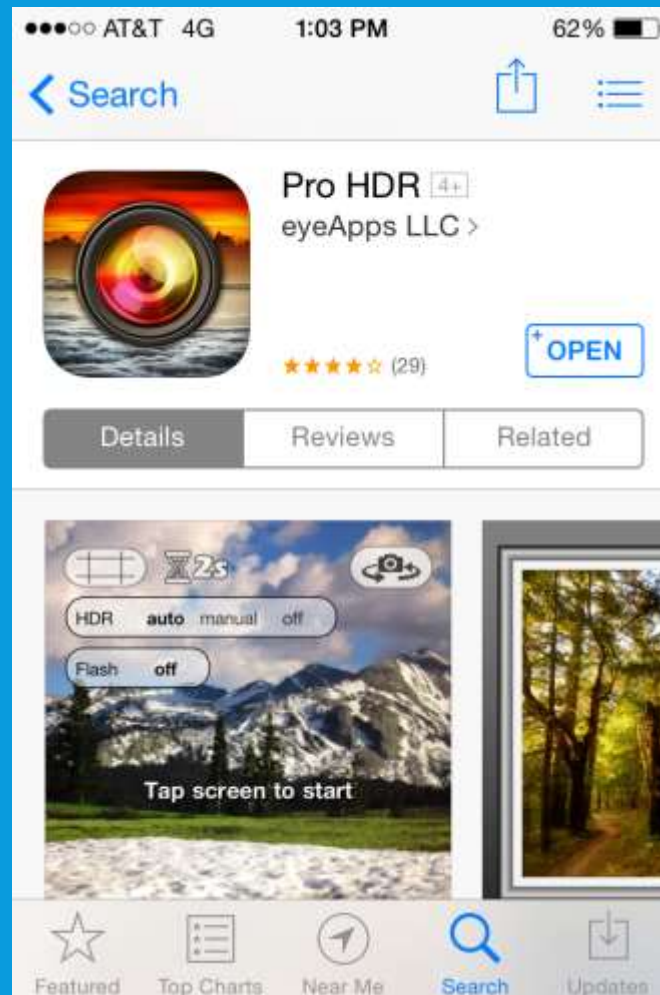 AT&T 4G 1:03 PM 62%
Search
Pro HDR 4+
eyeApps LLC >
(29)
+ OPEN
Details Reviews Related
2s
HDR auto manual off
Flash off
Tap screen to start
Featured Top Charts Near Me Search Updates